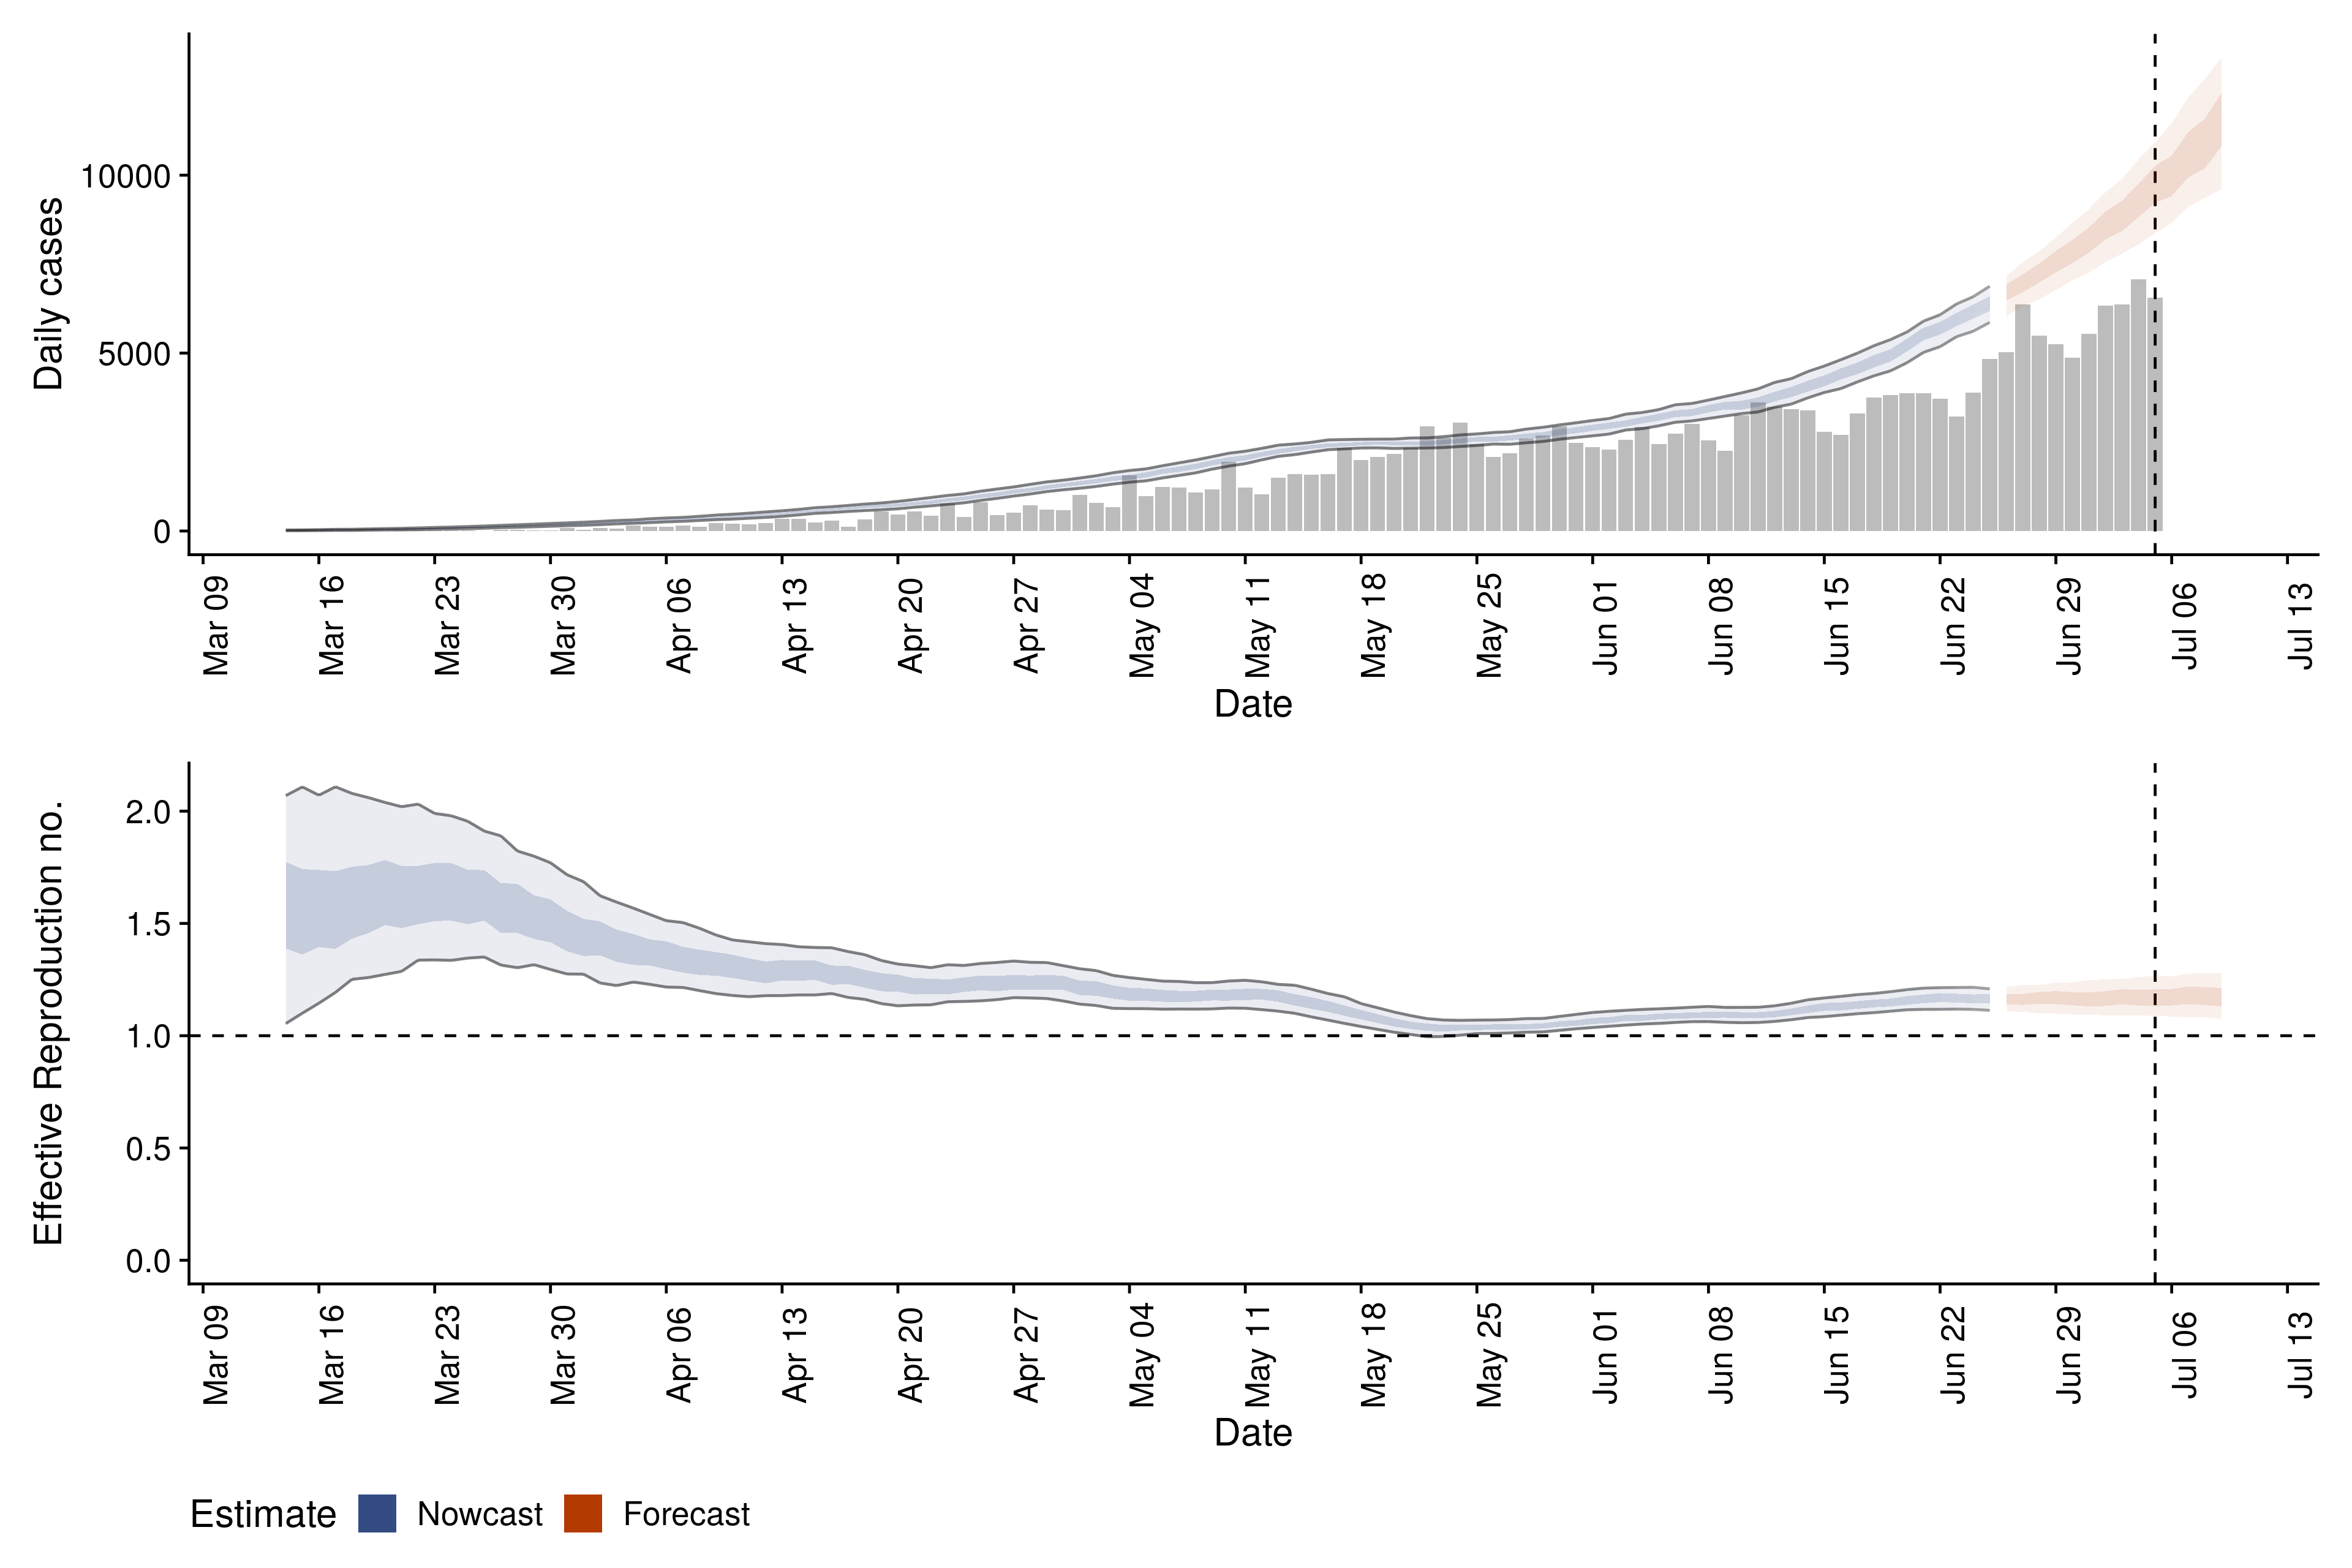 Daily cases
10000
5000
0
Mar 09
Mar 16
Mar 23
Mar 30
Apr 06
Apr 13
Apr 20
Apr 27
May 04
May 11
May 18
May 25
Jun 01
Jun 08
Jun 15
Jun 22
Jun 29
Jul 06
Jul 13
Date
Effective Reproduction no.
2.0
1.5
1.0
0.5
0.0
Mar 09
Mar 16
Mar 23
Mar 30
Apr 06
Apr 13
Apr 20
Apr 27
May 04
May 11
May 18
May 25
Jun 01
Jun 08
Jun 15
Jun 22
Jun 29
Jul 06
Jul 13
Date
Estimate Nowcast Forecast